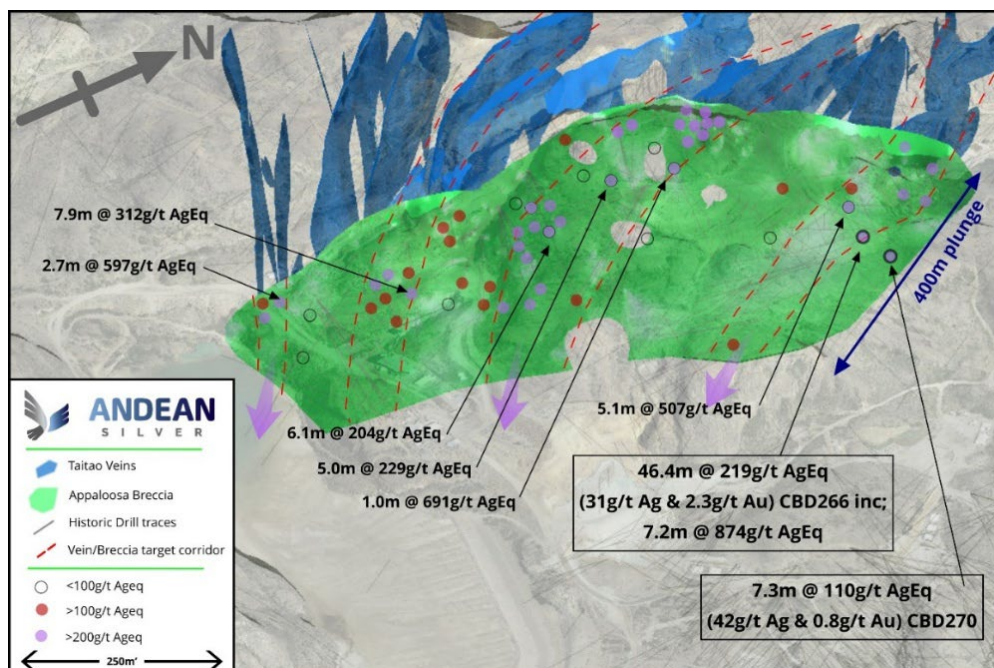 N
7.9m @ 312g/t AgEq
2.7m @ 597g/t AgEq
400m plunge
6.1m @ 204g/t AgEq
5.0m @ 229g/t AgEq
1.0m @ 691g/t AgEq
5.1m @ 507g/t AgEq
46.4m @ 219g/t AgEq
(31g/t Ag & 2.3g/t Au) CBD266 inc;
7.2m @ 874g/t AgEq
7.3m @ 110g/t AgEq
(42g/t Ag & 0.8g/t Au) CBD270
ANDEAN
SILVER
Taitao Veins
Appaloosa Breccia
Historic Drill traces
Vein/Breccia target corridor
<100g/t Ageq
>100g/t Ageq
>200g/t Ageq
250m'